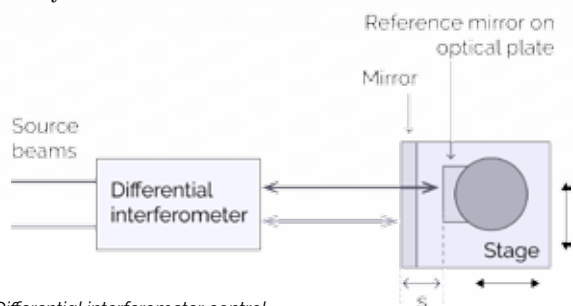 Reference mirror on
optical plate
Mirror
Source
beams
Differential
interferometer
Stage
s
Differential interferometer control